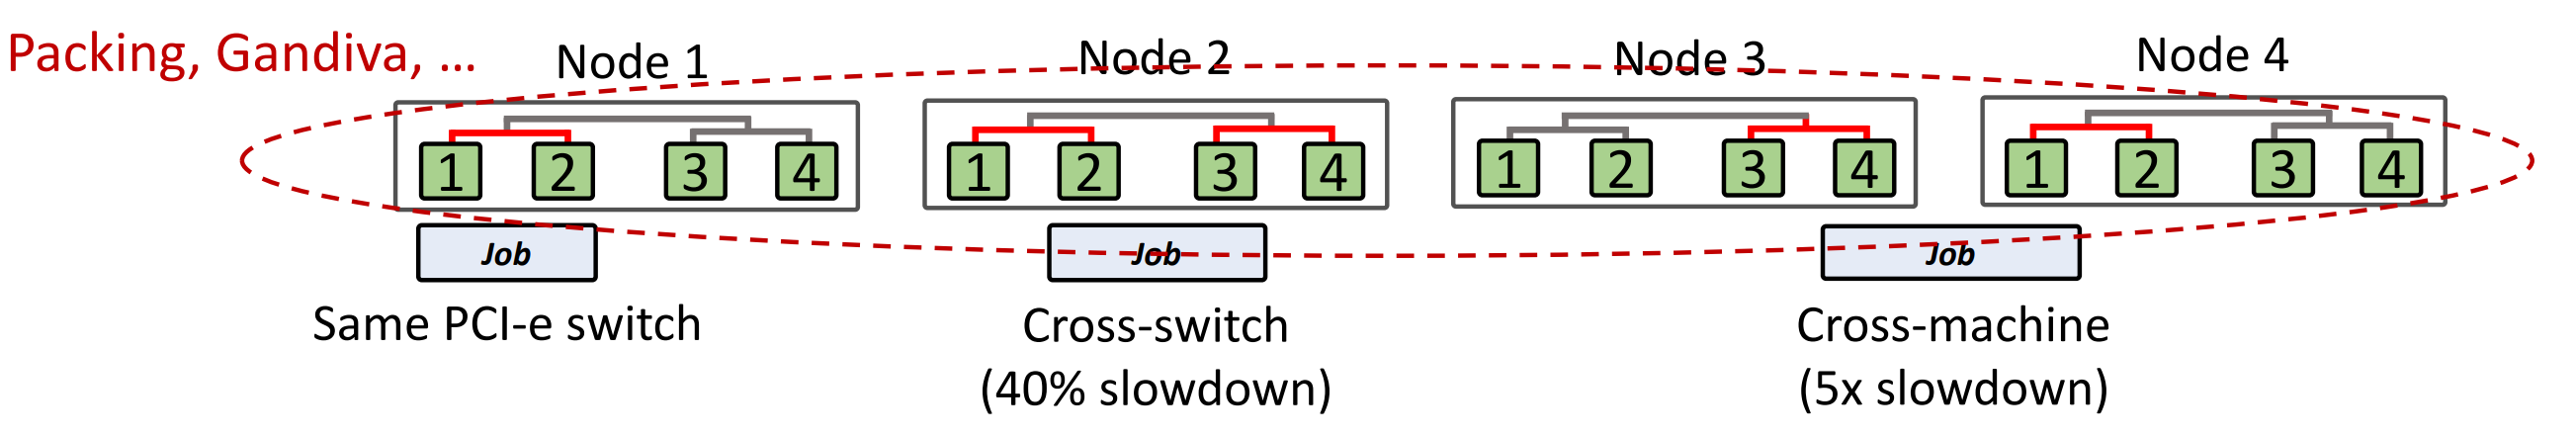 Packing, Gandiva, ...
Node 1
Node 2
Node 3
Node 4
1 2 3 4
1 2 3 4
1 2 3 4
1 2 3 4
Job
Job
Job
Same PCI-e switch
Cross-switch
(40% slowdown)
Cross-machine
(5x slowdown)